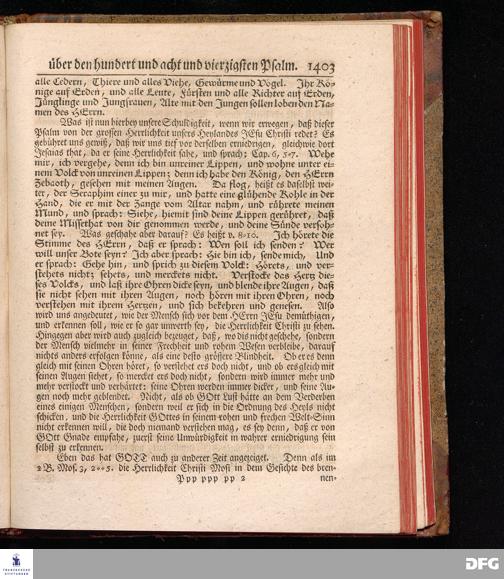 über den hundert und acht und vierzigsten Psalm. 1403
alle Cedern, Thiere und alles Viehe, Gewürme und Vögel. Ihr Kö-
nige auf Erden, und alle Leute, Fürsten und alle Richter auf Erden,
Jünglinge und Jungfrauen, Alte mit den Jungen sollen loben den Na-
men des HErrn.
Was ist nun hierbey unsere Schuldigkeit, wenn wir erwegen, daß dieser
Psalm von der grossen Herrlichkeit unsers Heylandes JEsu Christi redet? Es
gebühret uns gewiß, daß wir uns tief vor derselben erniedrigen, gleichwie dort
Jesaias that, da er seine Herrlichkeit sahe, und sprach: Cap. 6, 5-7. Wehe
mir, ich vergehe, denn ich bin unreiner Lippen, und wohne unter ei-
nem Volck von unreinen Lippen; denn ich habe den König, den HErrn
Zebaoth, gesehen mit meinen Augen. Da flog, heißt es daselbst wei-
ter, der Seraphim einer zu mir, und hatte eine glühende Kohle in der
Hand, die er mit der Zange vom Altar nahm, und rührete meinen
Mund, und sprach: Siehe, hiemit sind deine Lippen gerühret, daß
deine Missethat von dir genommen werde, und deine Sünde versöh-
net sey. Was geschahe aber darauf? Es heißt v. 8-10. Ich hörete die
Stimme des HErrn, daß er sprach: Wen soll ich senden? Wer
will unser Bote seyn? Ich aber sprach: Hie bin ich, sende mich, Und
er sprach: Gehe hin, und sprich zu diesem Volck: Hörets, und ver-
stehets nicht; sehets, und mercket's nicht. Verstocke das Hertz die-
ses Volcks, und laß ihre Ohren dicke seyn, und blende ihre Augen, daß
sie nicht sehen mit ihren Augen, noch hören mit ihren Ohren, noch
verstehen mit ihrem Hertzen, und sich bekehren und genesen. Also
wird uns angedeutet, wie der Mensch sich vor dem HErrn JEsu demüthigen,
und erkennen soll, wie er so gar unwerth sey, die Herrlichkeit Christi zu sehen.
Hingegen aber wird auch zugleich bezeuget, daß, wo dis nicht geschehe, sondern
der Mensch vielmehr in seiner Frechheit und rohem Wesen verbleibe, darauf
nichts anders erfolgen könne, als eine desto grössere Blindheit. Ob er es denn
gleich mit seinen Ohren höret, so verstehet ers doch nicht, und ob ers gleich mit
seinen Augen siehet, so mercket ers doch nicht, sondern wird immer mehr und
mehr verstockt und verhärtet: seine Ohren werden immer dicker, und seine Au-
gen noch mehr geblendet. Nicht, als ob GOtt Lust hätte an dem Verderben
eines einigen Menschen, sondern weil er sich in die Ordnung des Heyls nicht
schicken, und die Herrlichkeit GOttes in seinem rohen und frechen Welt-Sinn
nicht erkennen will, die doch niemand verstehen mag, es sey denn, daß er von
GOtt Gnade empfahe, zuerst seine Unwürdigkeit in wahrer erniedrigung sein
selbst zu erkennen.
Eben das hat GOTT auch zu anderer Zeit angezeiget. Denn als im
2 B. Mos. 3, 2--5. die Herrlichkeit Christi Mosi in dem Gesichte des bren-
Ppp ppp pp 2 nen-
FRANCKESCHE
STIFTUNGEN
DFG